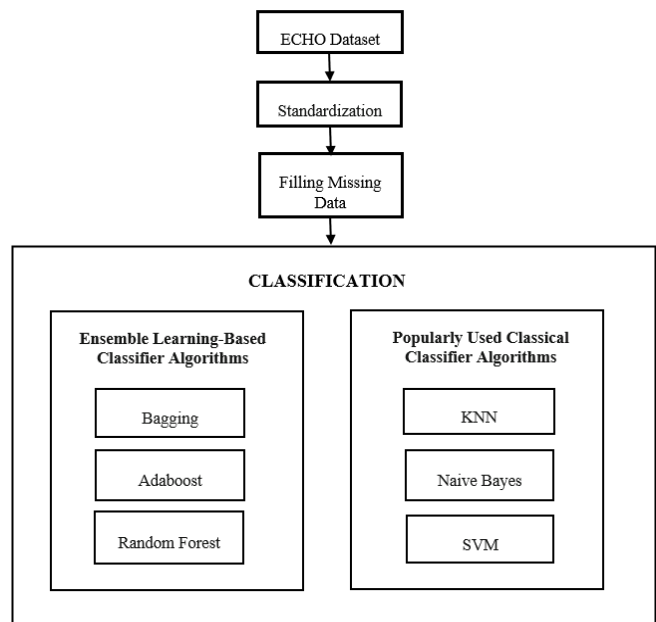 ECHO Dataset
Standardization
Filling Missing
Data
CLASSIFICATION
Ensemble Learning-Based
Classifier Algorithms
Bagging
Adaboost
Random Forest
Popularly Used Classical
Classifier Algorithms
KNN
Naive Bayes
SVM